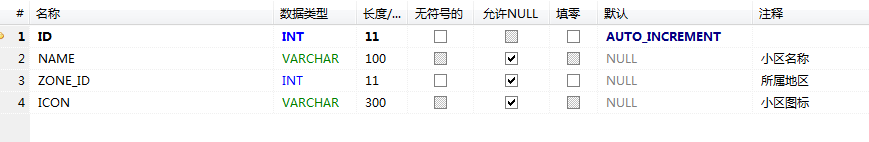 # 名称 数据类型 长度/... 无符号的 允许NULL 填零 默认 注释
1 ID INT 11 AUTO_INCREMENT
2 NAME VARCHAR 100 NULL 小区名称
3 ZONE_ID INT 11 NULL 所属地区
4 ICON VARCHAR 300 NULL 小区图标